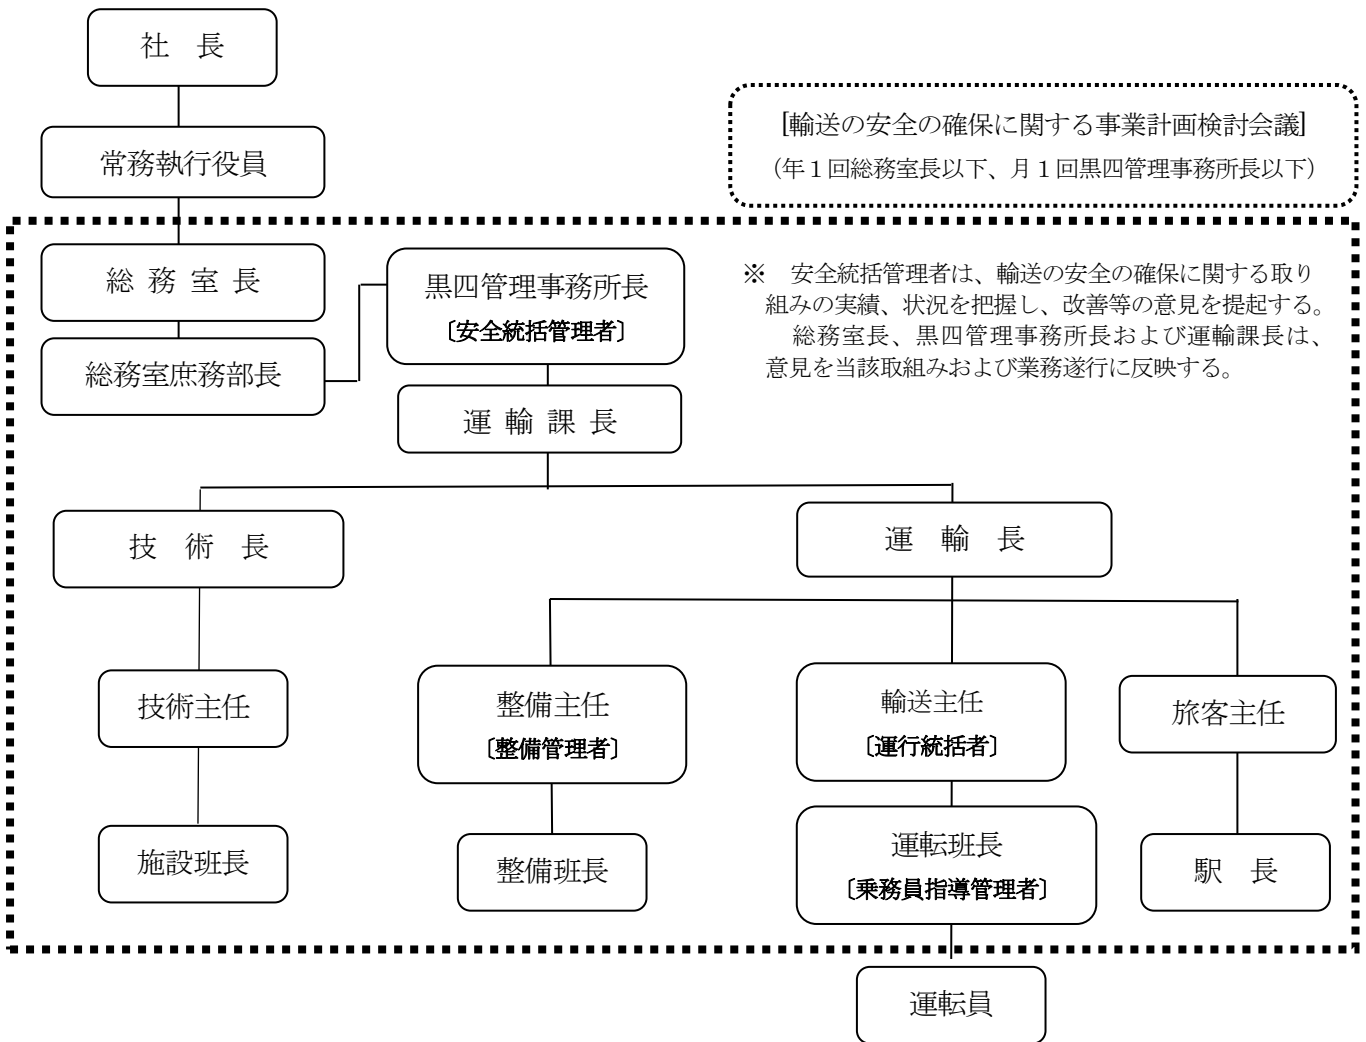 社　長
常務執行役員
[輸送の安全の確保に関する事業計画検討会議]
（年１回総務室長以下、月１回黒四管理事務所長以下）
総 務 室 長
黒四管理事務所長
〔安全統括管理者〕
※　安全統括管理者は、輸送の安全の確保に関する取り
組みの実績、状況を把握し、改善等の意見を提起する。
総務室長、黒四管理事務所長および運輸課長は、
意見を当該取組みおよび業務遂行に反映する。
総務室庶務部長
運 輸 課 長
技　術　長
運　輸　長
技術主任
整備主任
〔整備管理者〕
輸送主任
〔運行統括者〕
旅客主任
施設班長
整備班長
運転班長
〔乗務員指導管理者〕
駅　長
運転員